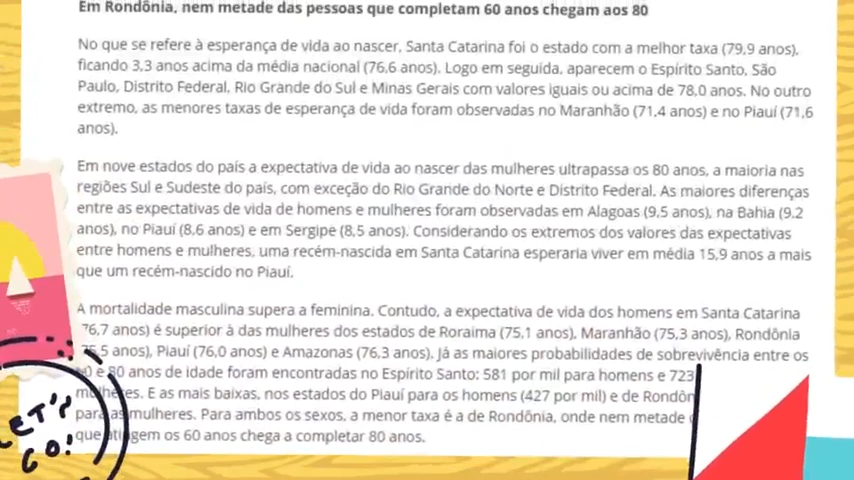 Em Rondônia, nem metade das pessoas que completam 60 anos chegam aos 80
No que se refere à esperança de vida ao nascer, Santa Catarina foi o estado com a melhor taxa (79,9 anos),
ficando 3,3 anos acima da média nacional (76,6 anos). Logo em seguida, aparecem o Espírito Santo, São
Paulo, Distrito Federal, Rio Grande do Sul e Minas Gerais com valores iguais ou acima de 78,0 anos. No outro
extremo, as menores taxas de esperança de vida foram observadas no Maranhão (71,4 anos) e no Piauí (71,6
anos).
Em nove estados do país a expectativa de vida ao nascer das mulheres ultrapassa os 80 anos, a maioria nas
regiões Sul e Sudeste do país, com exceção do Rio Grande do Norte e Distrito Federal. As maiores diferenças
entre as expectativas de vida de homens e mulheres foram observadas em Alagoas (9,5 anos), na Bahia (9,2
anos), no Piauí (8,6 anos) e em Sergipe (8,5 anos). Considerando os extremos dos valores das expectativas
entre homens e mulheres, uma recém-nascida em Santa Catarina esperaria viver em média 15,9 anos a mais
que um recém-nascido no Piauí.
A mortalidade masculina supera a feminina. Contudo, a expectativa de vida dos homens em Santa Catarina
76,7 anos) é superior à das mulheres dos estados de Roraima (75,1 anos), Maranhão (75,3 anos), Rondônia
75,5 anos), Piauí (76,0 anos) e Amazonas (76,3 anos). Já as maiores probabilidades de sobrevivência entre os
e 80 anos de idade foram encontradas no Espírito Santo: 581 por mil para homens e 723
mulheres. E as mais baixas, nos estados do Piauí para os homens (427 por mil) e de
para as mulheres. Para ambos os sexos, a menor taxa é a de Rondônia, onde nem metade
que atingem os 60 anos chega a completar 80 anos.
LET'S
GO!